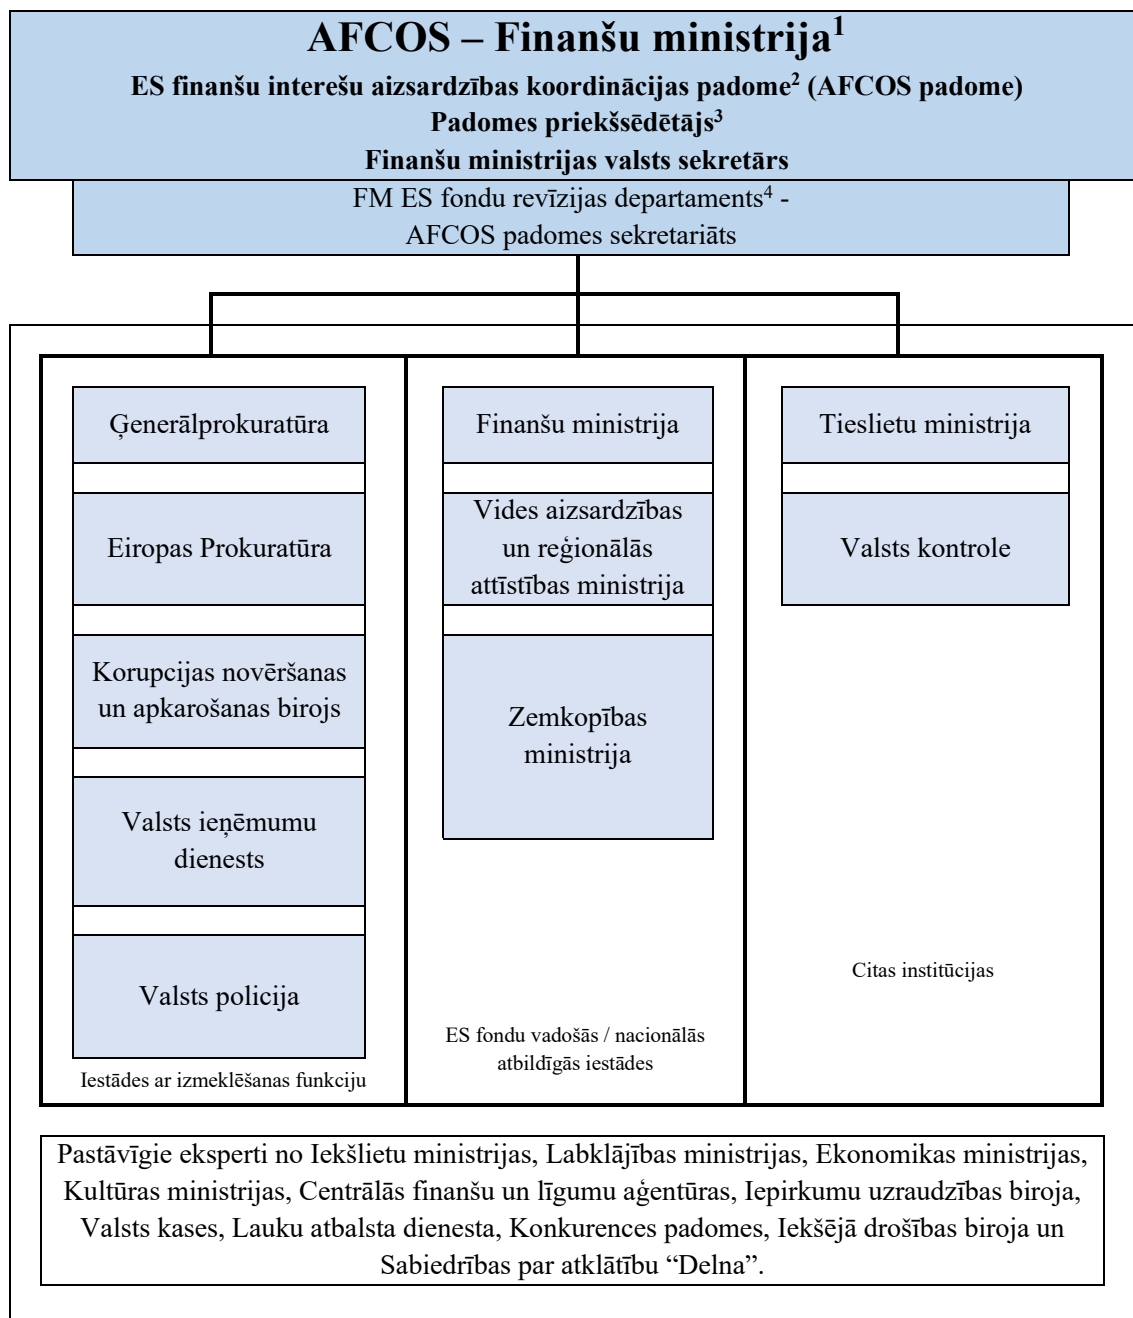 AFCOS – Finanšu ministrija¹
ES finanšu interešu aizsardzības koordinācijas padome² (AFCOS padome)
Padomes priekšsēdētājs³
Finanšu ministrijas valsts sekretārs
FM ES fondu revīzijas departaments⁴ -
AFCOS padomes sekretariāts
Ģenerālprokuratūra
Eiropas Prokuratūra
Korupcijas novēršanas
un apkarošanas birojs
Valsts ieņēmumu
dienests
Valsts policija
Iestādes ar izmeklēšanas funkciju
Finanšu ministrija
Vides aizsardzības
un reģionālās
attīstības ministrija
Zemkopības
ministrija
ES fondu vadošās / nacionālās
atbildīgās iestādes
Tieslietu ministrija
Valsts kontrole
Citas institūcijas
Pastāvīgie eksperti no Iekšlietu ministrijas, Labklājības ministrijas, Ekonomikas ministrijas,
Kultūras ministrijas, Centrālās finanšu un līgumu aģentūras, Iepirkumu uzraudzības biroja,
Valsts kases, Lauku atbalsta dienesta, Konkurences padomes, Iekšējā drošības biroja un
Sabiedrības par atklātību “Delna”.